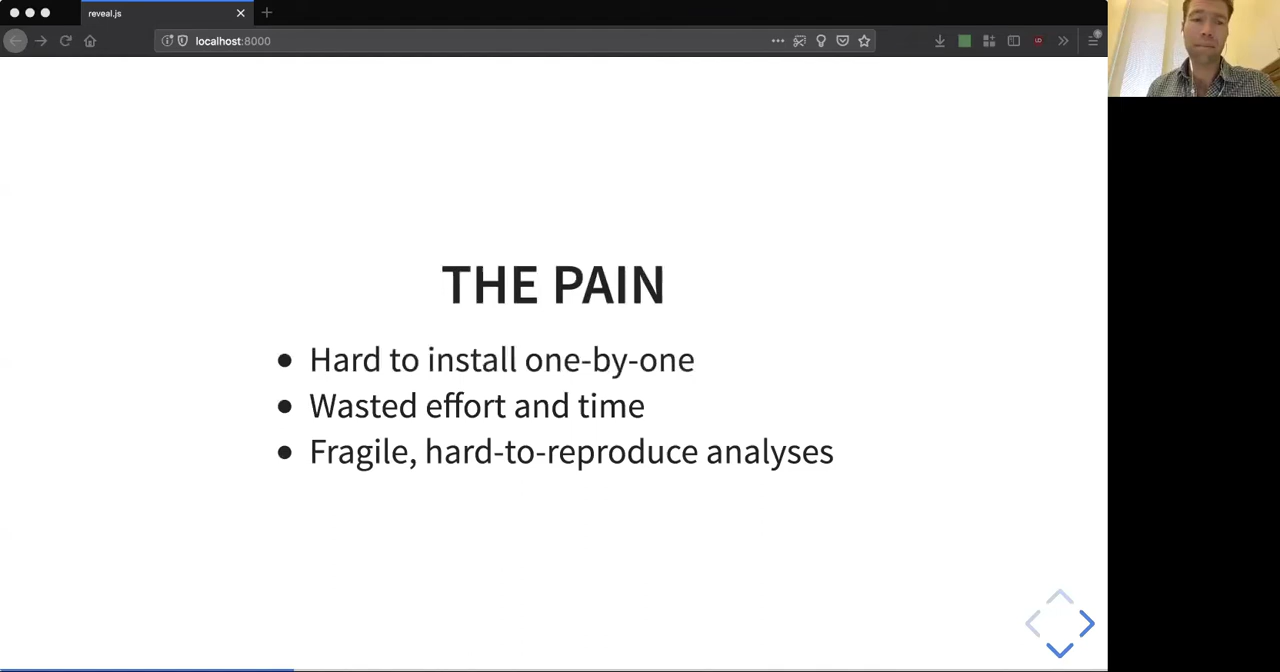 reveal.js
localhost:8000
THE PAIN
Hard to install one-by-one
Wasted effort and time
Fragile, hard-to-reproduce analyses